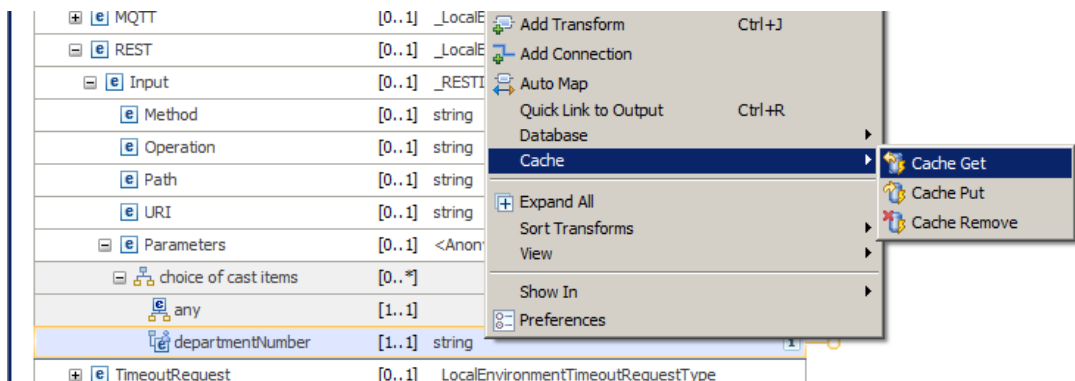 MQTT [0..1] _LocalE
REST [0..1] _LocalE
Input [0..1] _RESTI
Method [0..1] string
Operation [0..1] string
Path [0..1] string
URI [0..1] string
Parameters [0..1] <Anon
choice of cast items [0..*]
any [1..1]
departmentNumber [1..1] string 1
TimeoutRequest [0..1] _LocalEnvironmentTimeoutRequestType
Add Transform Ctrl+J
Add Connection
Auto Map
Quick Link to Output Ctrl+R
Database
Cache
Expand All
Sort Transforms
View
Show In
Preferences
Cache Get
Cache Put
Cache Remove